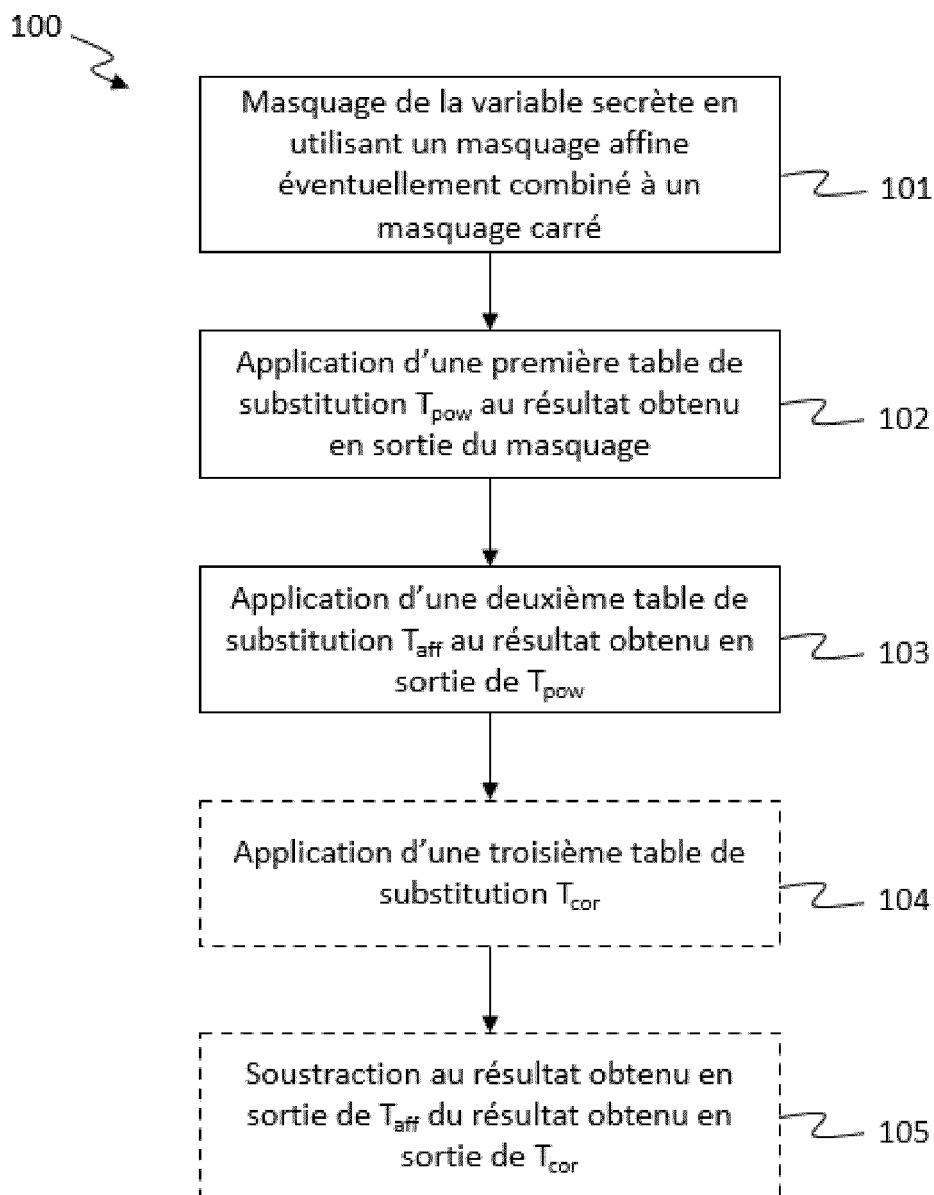 100
Masquage de la variable secrète en
utilisant un masquage affine
éventuellement combiné à un
masquage carré
101
Application d'une première table de
substitution Tpow au résultat obtenu
en sortie du masquage
102
Application d'une deuxième table de
substitution Taff au résultat obtenu en
sortie de Tpow
103
Application d'une troisième table de
substitution Tcor
104
Soustraction au résultat obtenu en
sortie de Taff du résultat obtenu en
sortie de Tcor
105